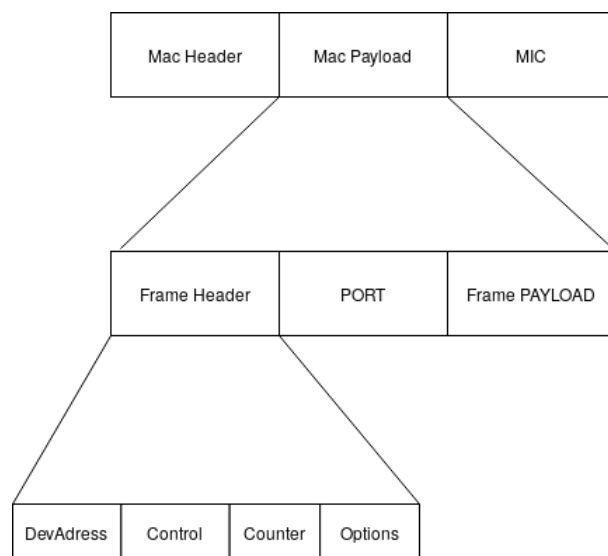 Mac Header Mac Payload MIC
Frame Header PORT Frame PAYLOAD
DevAdress Control Counter Options